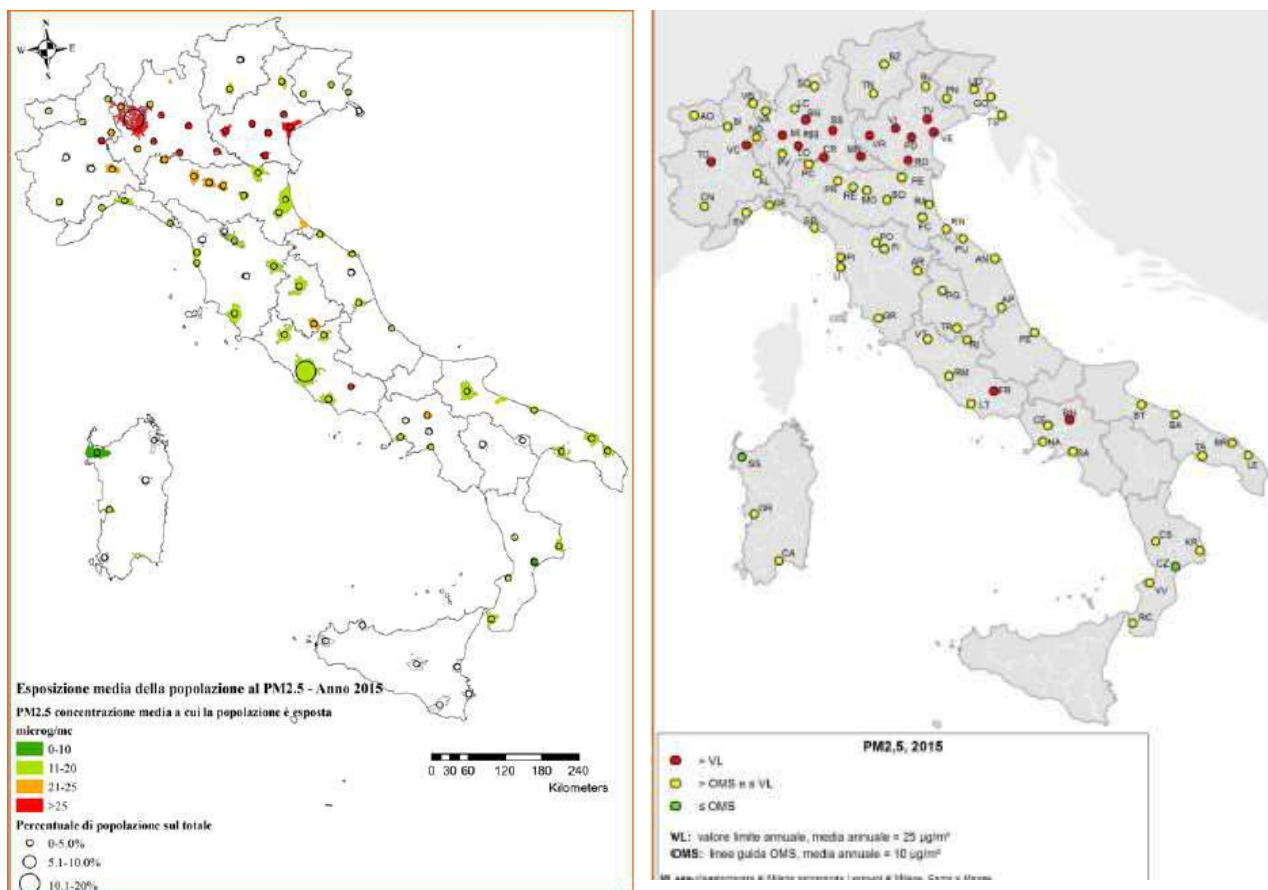 N
W E
S
Esposizione media della popolazione al PM2.5 - Anno 2015
PM2.5 concentrazione media a cui la popolazione è esposta
microg/mc
0-10
11-20
21-25
>25
Percentuale di popolazione sul totale
0-5.0%
5.1-10.0%
10.1-20%
0 30 60 120 180 240
Kilometers
BZ
SO
TN
BL
PN
UD
GO
TS
AO
VB
VA
LC
BG
BI
NO
MI
BS
VI
TV
VE
PD
VR
TO
VC
PV
LO
CR
MN
RO
PC
AL
PR
RE
MO
BO
FE
RA
CN
SV
GE
SP
FC
RN
PU
PO
FI
PI
LI
AR
AN
PG
AP
GR
TR
VT
RI
PE
RM
FR
LT
BN
CE
NA
SA
BT
BA
BR
TA
LE
SS
OR
CA
CS
KR
CZ
VV
RC
PM2,5, 2015
> VL
> OMS e ≤ VL
≤ OMS
VL: valore limite annuale, media annuale = 25 µg/m³
OMS: linee guida OMS, media annuale = 10 µg/m³